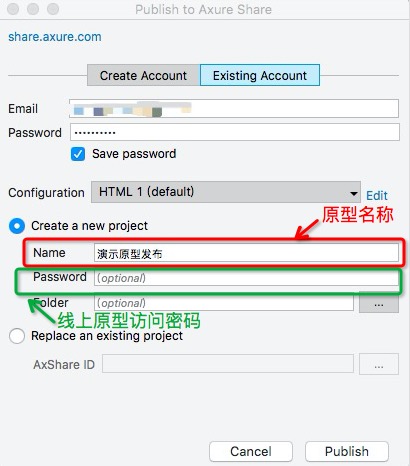 Publish to Axure Share
share.axure.com
Create Account Existing Account
Email
Password ••••••••••
Save password
Configuration HTML 1 (default) Edit
原型名称
Create a new project
Name 演示原型发布
Password (optional)
Folder (optional) ...
线上原型访问密码
Replace an existing project
AxShare ID ...
Cancel Publish